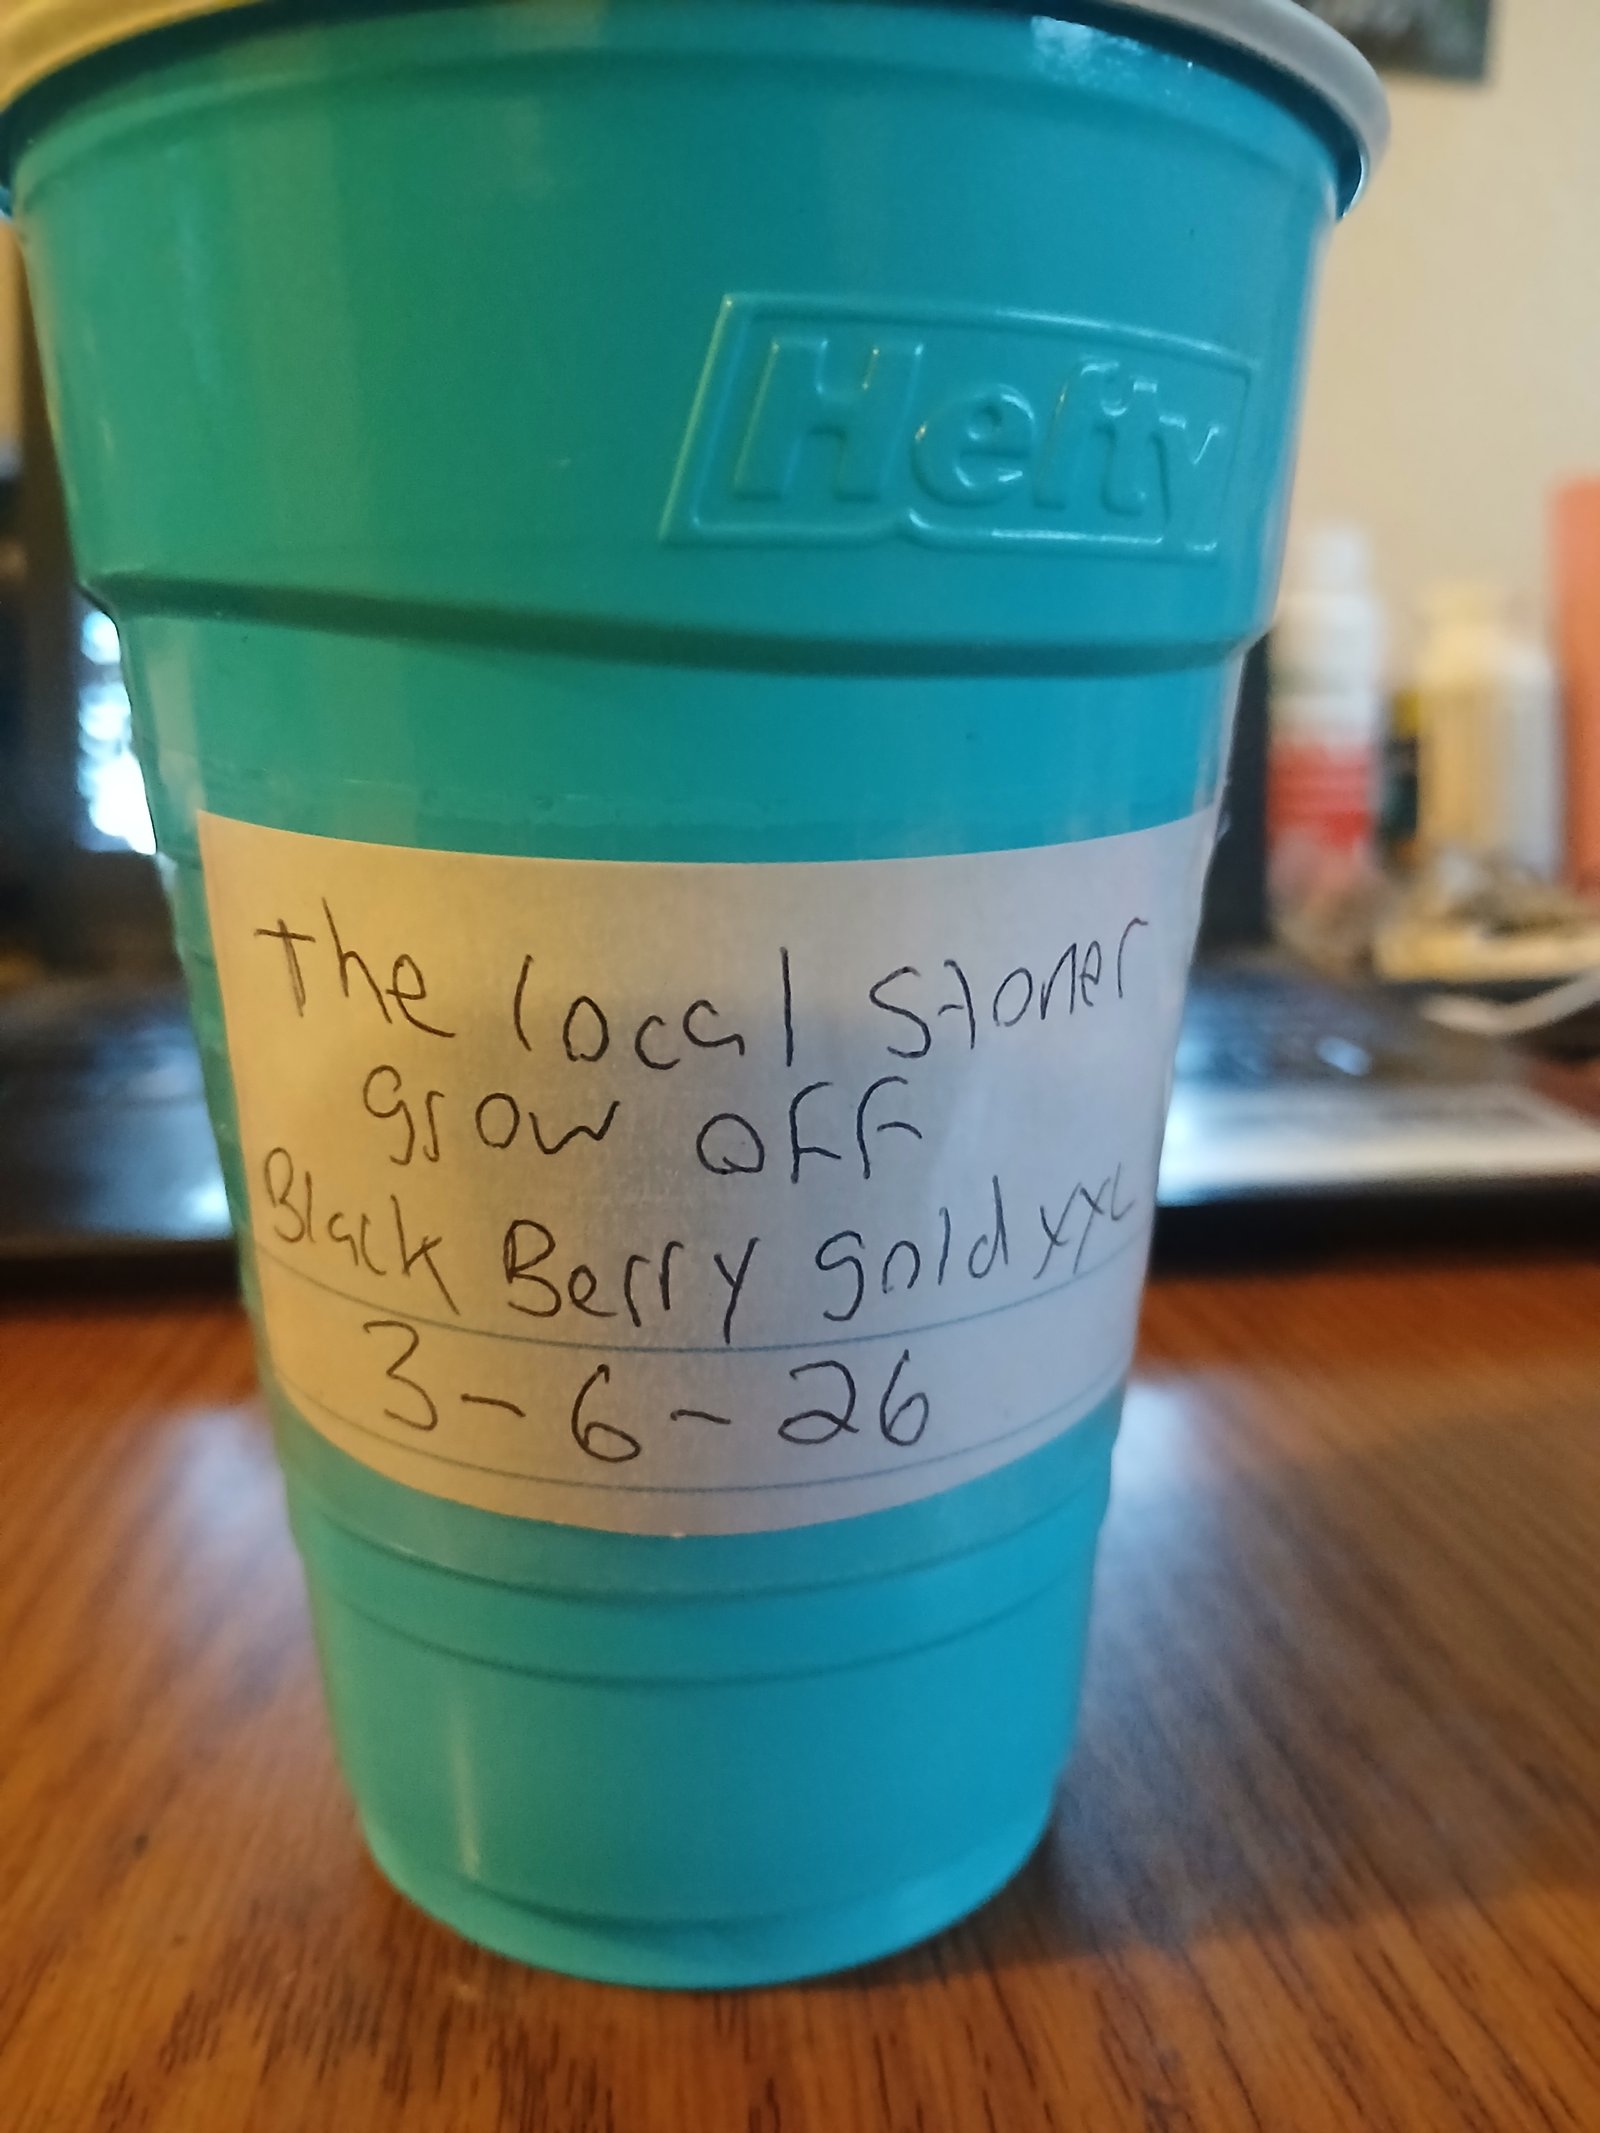 Hefty
The local Stoner
grow OFF
Black Berry gold XXL
3-6-26